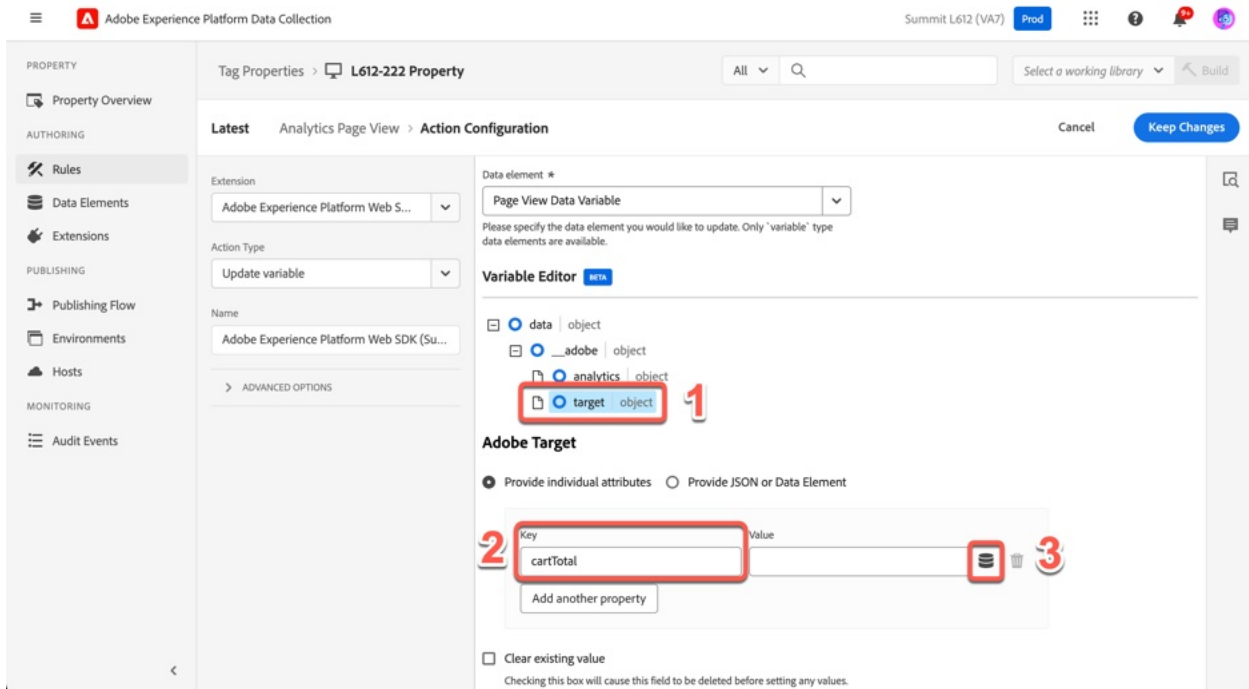 Adobe Experience Platform Data Collection
Summit L612 (VA7) Prod 9+
PROPERTY
Property Overview
AUTHORING
Rules
Data Elements
Extensions
PUBLISHING
Publishing Flow
Environments
Hosts
MONITORING
Audit Events
Tag Properties > L612-222 Property
All
Select a working library Build
Latest Analytics Page View > Action Configuration
Cancel Keep Changes
Extension
Adobe Experience Platform Web S...
Action Type
Update variable
Name
Adobe Experience Platform Web SDK (Su...
ADVANCED OPTIONS
Data element *
Page View Data Variable
Please specify the data element you would like to update. Only `variable` type
data elements are available.
Variable Editor BETA
data object
__adobe object
analytics object
target object 1
Adobe Target
Provide individual attributes Provide JSON or Data Element
2 Key Value 3
cartTotal
Add another property
Clear existing value
Checking this box will cause this field to be deleted before setting any values.